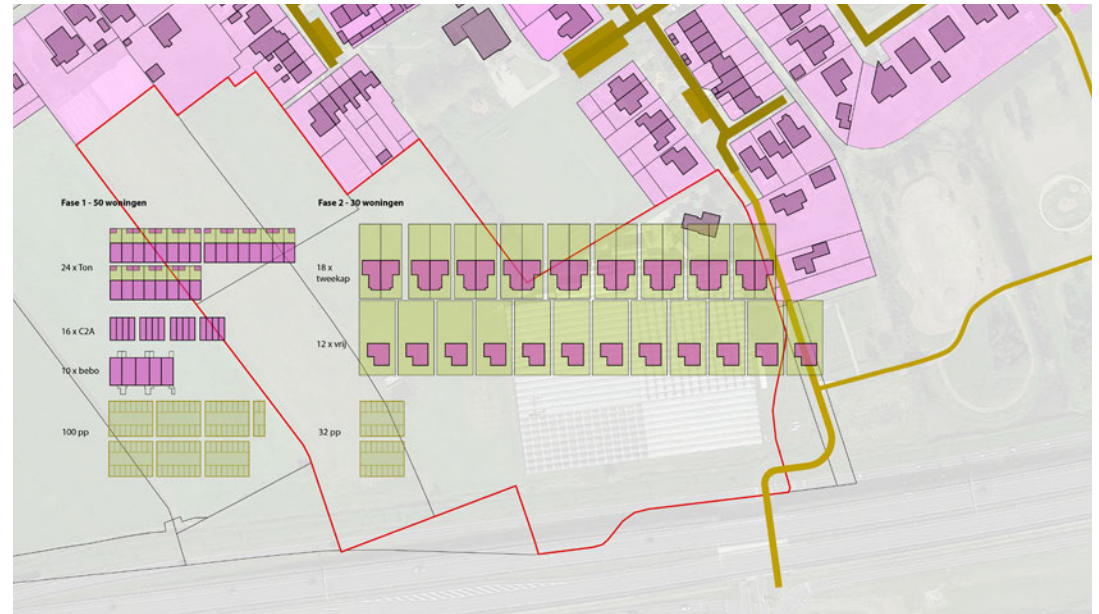 Fase 1 - 50 woningen
24 x Ton
16 x C2A
10 x bebo
100 pp
Fase 2 - 30 woningen
18 x
tweekap
12 x vrij
32 pp